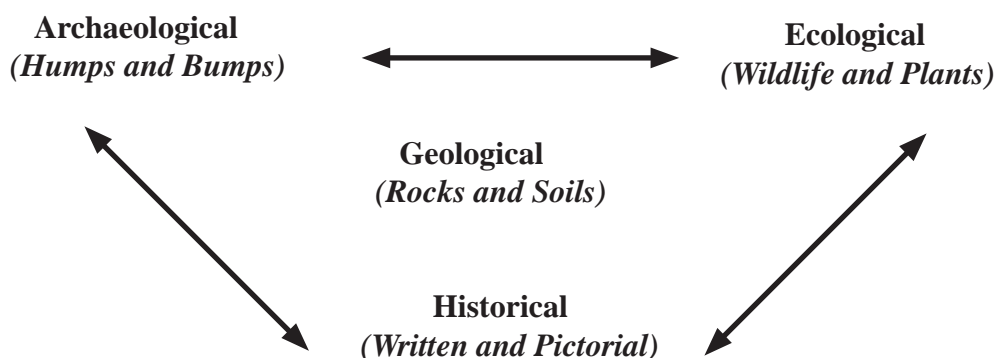 Archaeological
(Humps and Bumps)
Ecological
(Wildlife and Plants)
Geological
(Rocks and Soils)
Historical
(Written and Pictorial)